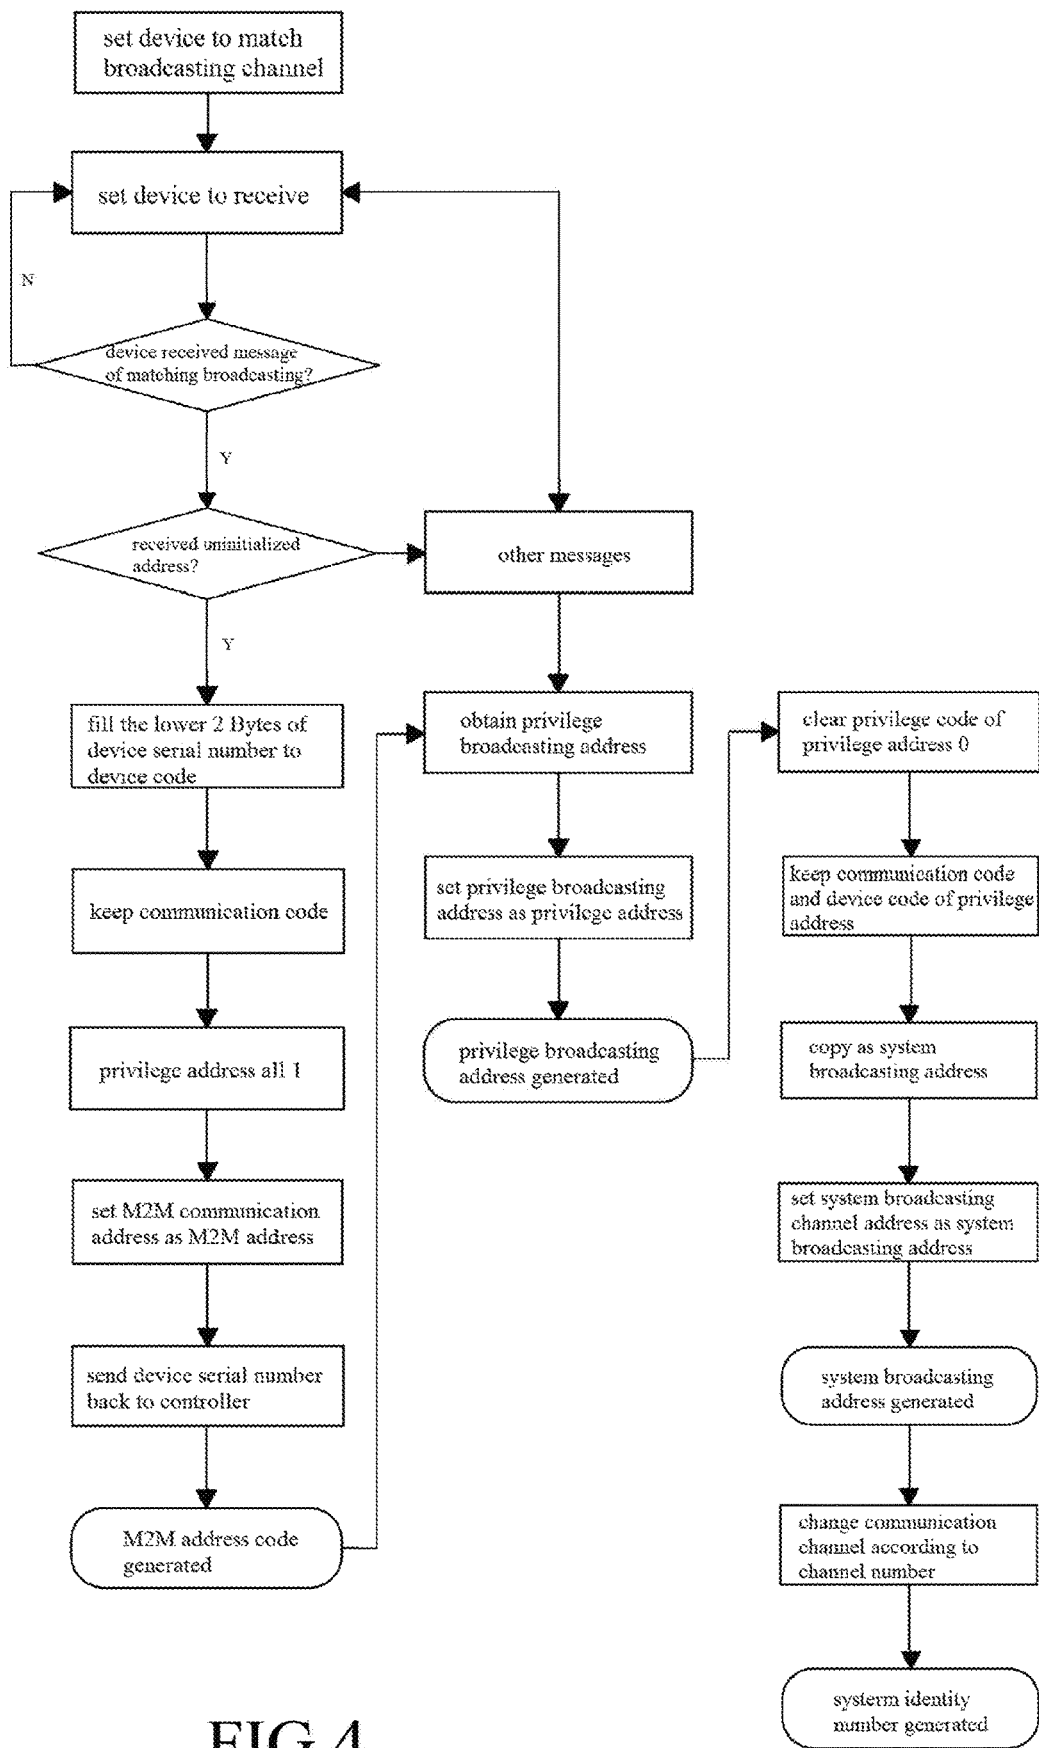 set device to match
broadcasting channel
set device to receive
N
device received message
of matching broadcasting?
Y
received uninitialized
address?
Y
fill the lower 2 Bytes of
device serial number to
device code
keep communication code
privilege address all 1
set M2M communication
address as M2M address
send device serial number
back to controller
M2M address code
generated
other messages
obtain privilege
broadcasting address
set privilege broadcasting
address as privilege address
privilege broadcasting
address generated
clear privilege code of
privilege address 0
keep communication code
and device code of privilege
address
copy as system
broadcasting address
set system broadcasting
channel address as system
broadcasting address
system broadcasting
address generated
change communication
channel according to
channel number
systerm identity
number generated
FIG.4